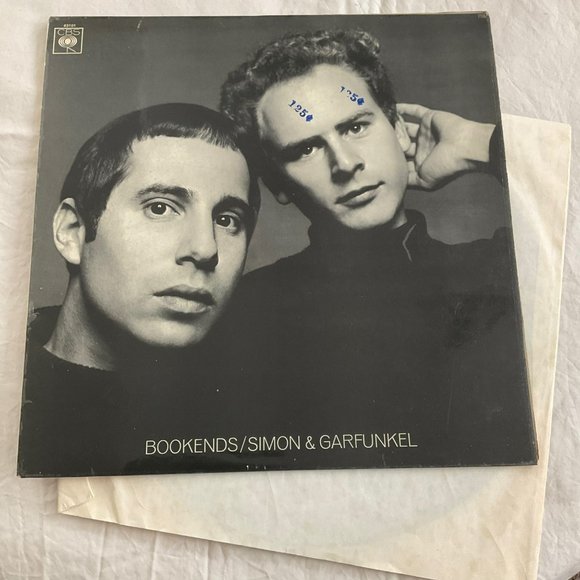 CBS
125♠
125♠
BOOKENDS/SIMON & GARFUNKEL